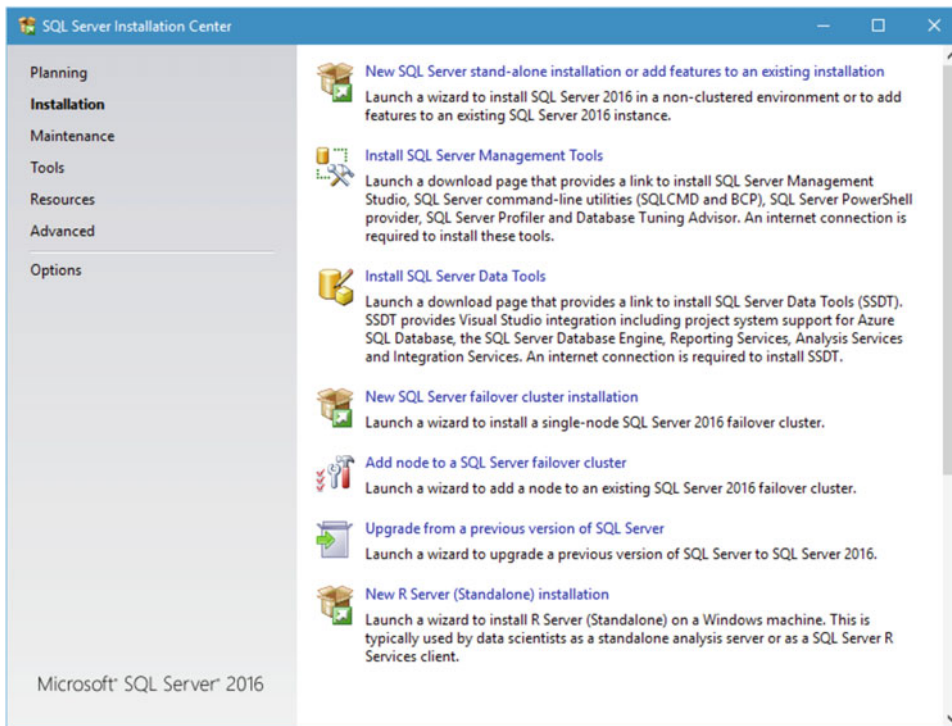 SQL Server Installation Center
Planning
Installation
Maintenance
Tools
Resources
Advanced
Options
New SQL Server stand-alone installation or add features to an existing installation
Launch a wizard to install SQL Server 2016 in a non-clustered environment or to add
features to an existing SQL Server 2016 instance.
Install SQL Server Management Tools
Launch a download page that provides a link to install SQL Server Management
Studio, SQL Server command-line utilities (SQLCMD and BCP), SQL Server PowerShell
provider, SQL Server Profiler and Database Tuning Advisor. An internet connection is
required to install these tools.
Install SQL Server Data Tools
Launch a download page that provides a link to install SQL Server Data Tools (SSDT).
SSDT provides Visual Studio integration including project system support for Azure
SQL Database, the SQL Server Database Engine, Reporting Services, Analysis Services
and Integration Services. An internet connection is required to install SSDT.
New SQL Server failover cluster installation
Launch a wizard to install a single-node SQL Server 2016 failover cluster.
Add node to a SQL Server failover cluster
Launch a wizard to add a node to an existing SQL Server 2016 failover cluster.
Upgrade from a previous version of SQL Server
Launch a wizard to upgrade a previous version of SQL Server to SQL Server 2016.
New R Server (Standalone) installation
Launch a wizard to install R Server (Standalone) on a Windows machine. This is
typically used by data scientists as a standalone analysis server or as a SQL Server R
Services client.
Microsoft® SQL Server® 2016